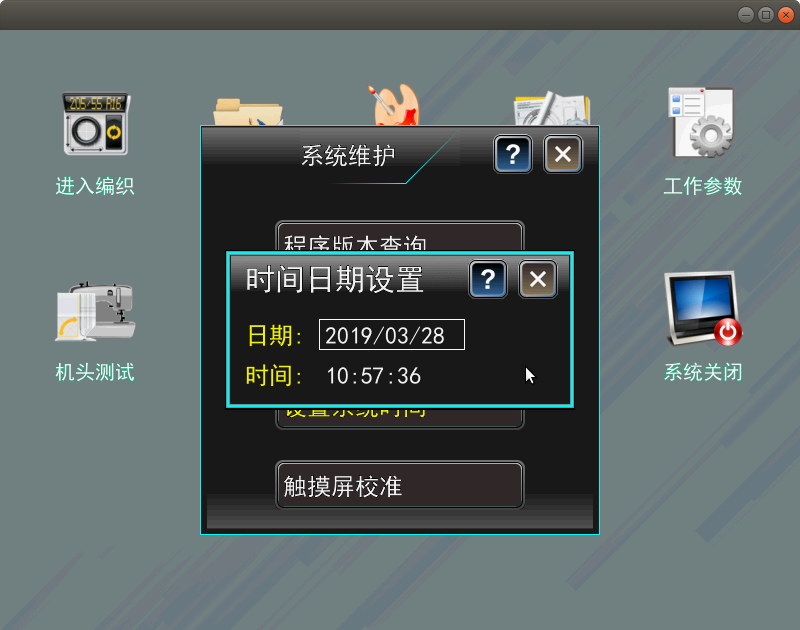 205/55 R16
进入编织
工作参数
机头测试
系统关闭
系统维护
?
程序版本查询
时间日期设置
?
日期: 2019/03/28
时间: 10:57:36
设置系统时间
触摸屏校准